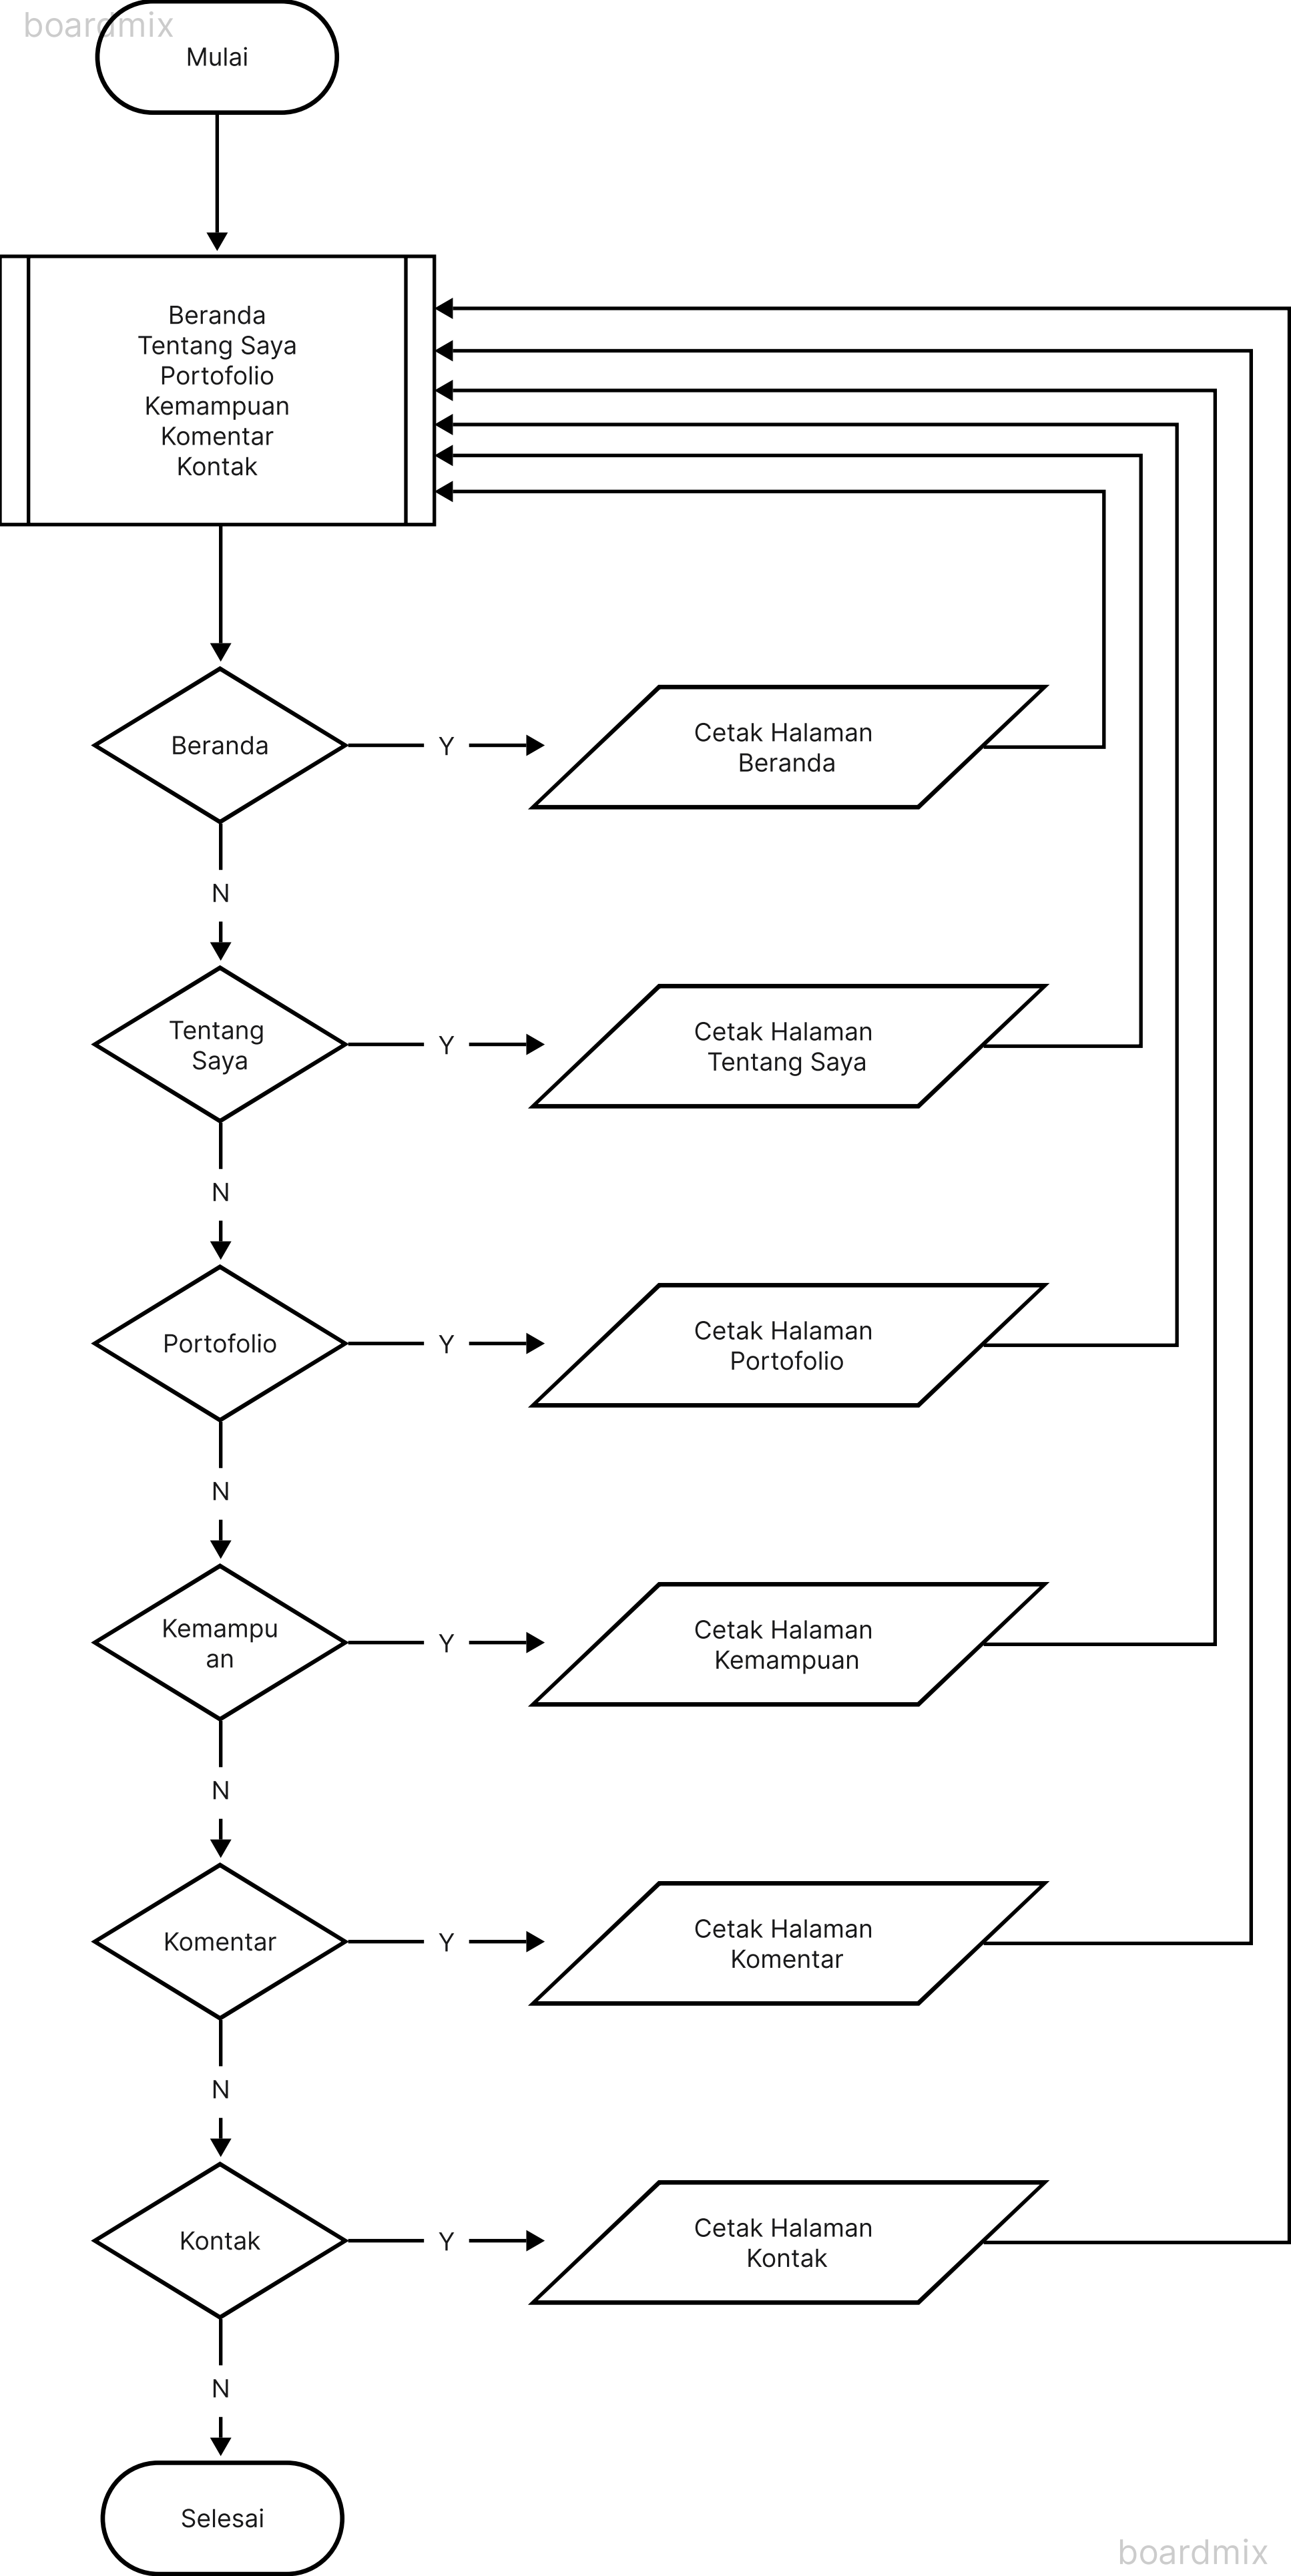 boardmix
Mulai
Beranda
Tentang Saya
Portofolio
Kemampuan
Komentar
Kontak
Beranda
Y
Cetak Halaman
Beranda
N
Tentang
Saya
Y
Cetak Halaman
Tentang Saya
N
Portofolio
Y
Cetak Halaman
Portofolio
N
Kemampu
an
Y
Cetak Halaman
Kemampuan
N
Komentar
Y
Cetak Halaman
Komentar
N
Kontak
Y
Cetak Halaman
Kontak
N
Selesai
boardmix